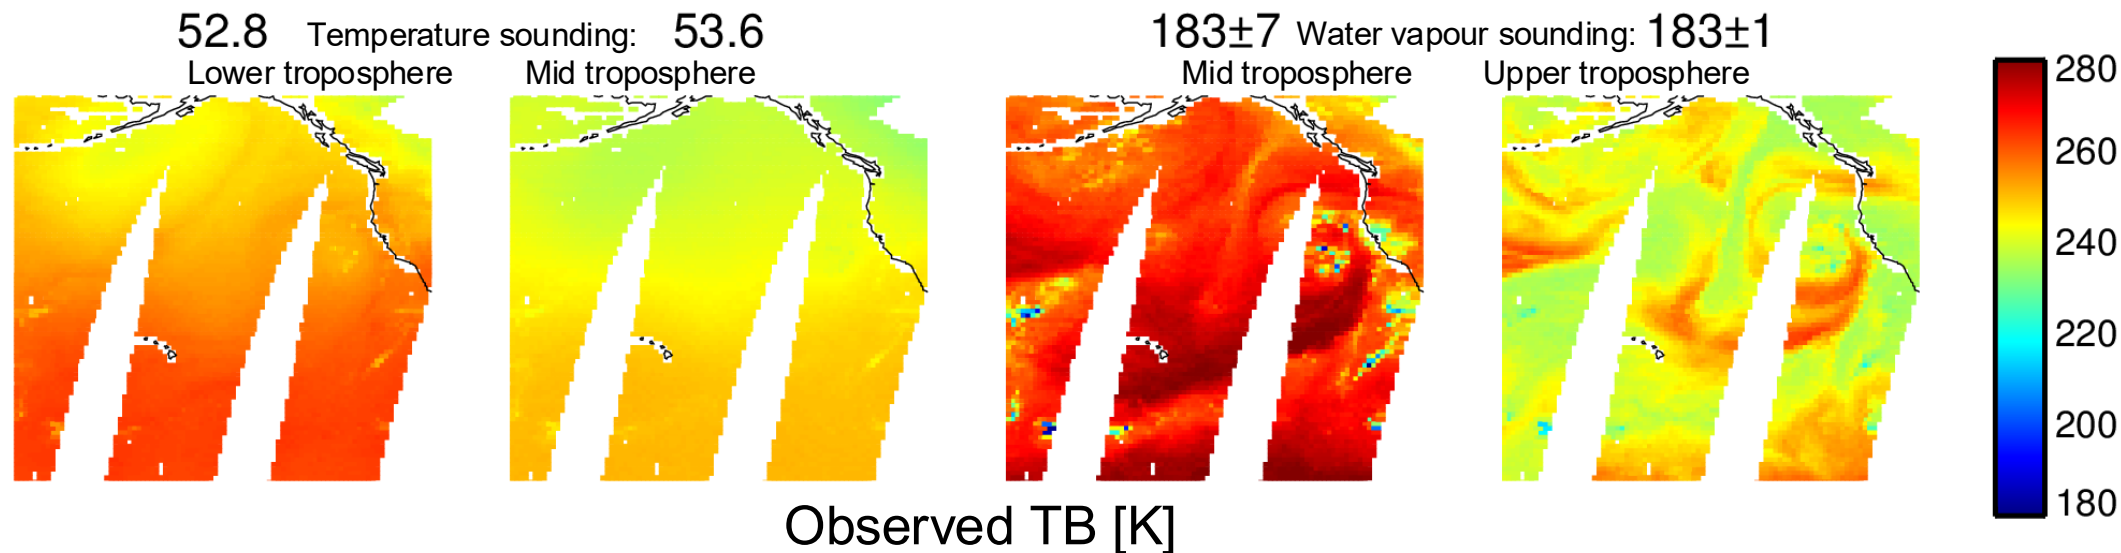 52.8 Temperature sounding: 53.6 183±7 Water vapour sounding: 183±1
Lower troposphere Mid troposphere Mid troposphere Upper troposphere
280
260
240
220
200
180
Observed TB [K]